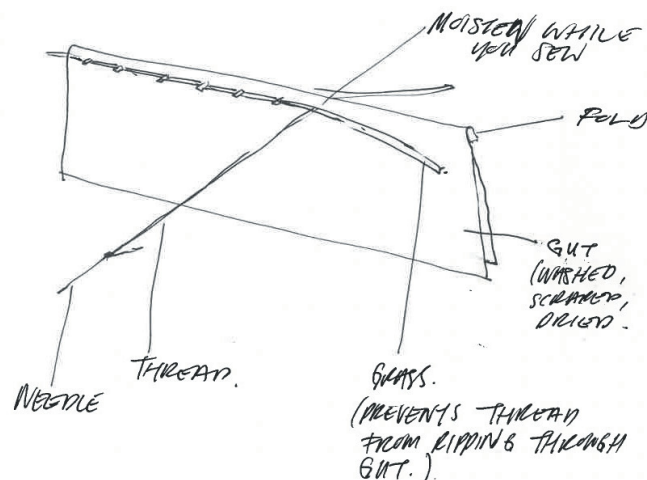 MOISTEN WHILE
YOU SEW
FOLD
GUT
(WASHED,
SCRAPED,
DRIED.
THREAD.
NEEDLE
GRASS.
(PREVENTS THREAD
FROM RIPPING THROUGH
GUT.)